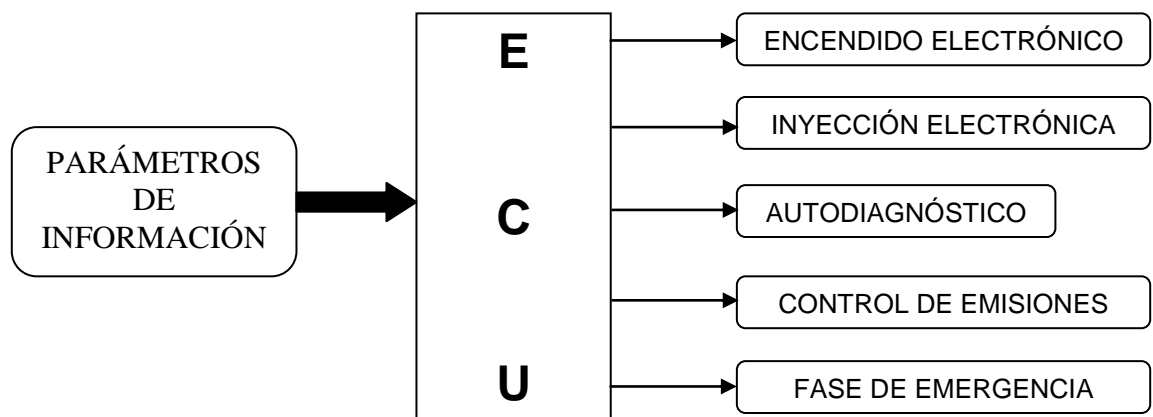 PARÁMETROS
DE
INFORMACIÓN
E
C
U
ENCENDIDO ELECTRÓNICO
INYECCIÓN ELECTRÓNICA
AUTODIAGNÓSTICO
CONTROL DE EMISIONES
FASE DE EMERGENCIA